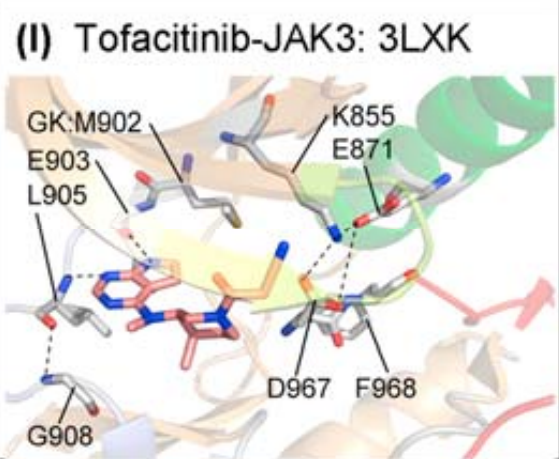 (I) Tofacitinib-JAK3: 3LXK
GK:M902
K855
E903
E871
L905
D967
F968
G908